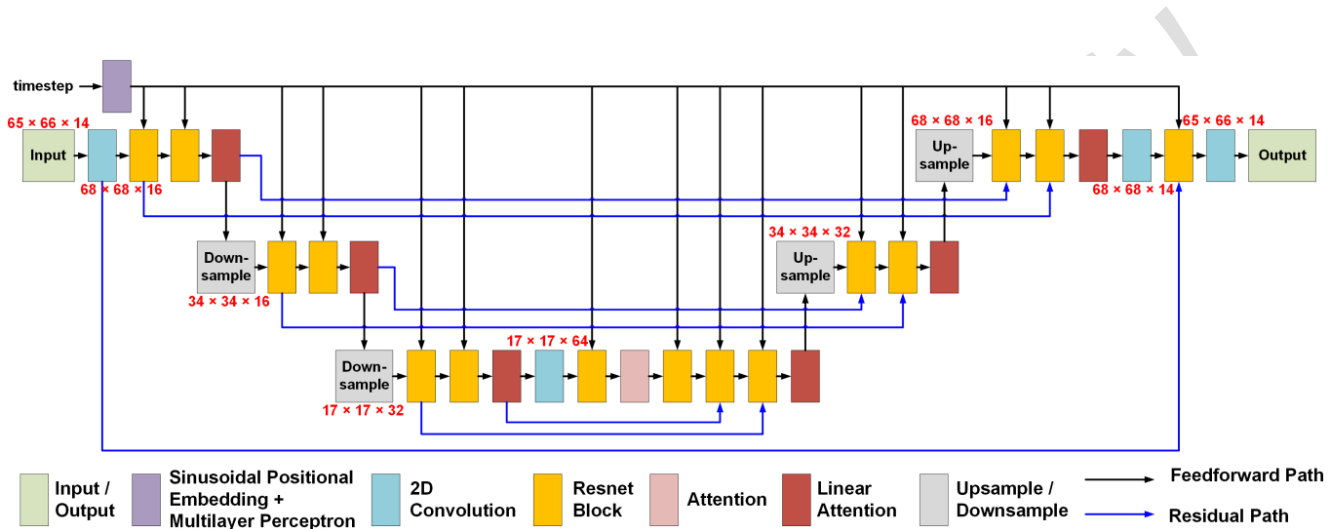 timestep
65 × 66 × 14
Input
68 × 68 × 16
68 × 68 × 16
Up-
sample
65 × 66 × 14
Output
68 × 68 × 14
Down-
sample
34 × 34 × 16
34 × 34 × 32
Up-
sample
Down-
sample
17 × 17 × 32
17 × 17 × 64
Input /
Output
Sinusoidal Positional
Embedding +
Multilayer Perceptron
2D
Convolution
Resnet
Block
Attention
Linear
Attention
Upsample /
Downsample
Feedforward Path
Residual Path